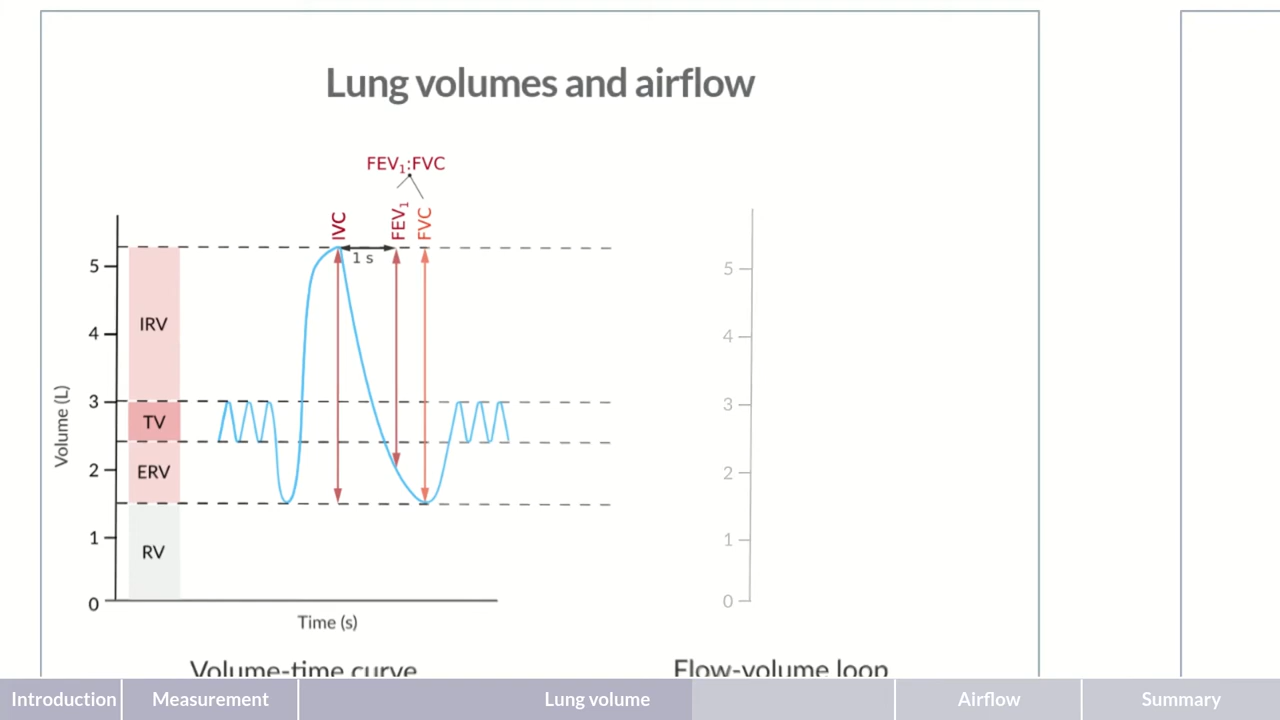 Lung volumes and airflow
FEV₁:FVC
IVC
FEV₁
FVC
1 s
5
4
3
2
1
0
Volume (L)
IRV
TV
ERV
RV
Time (s)
Volume-time curve
5
4
3
2
1
0
Flow-volume loop
Introduction
Measurement
Lung volume
Airflow
Summary